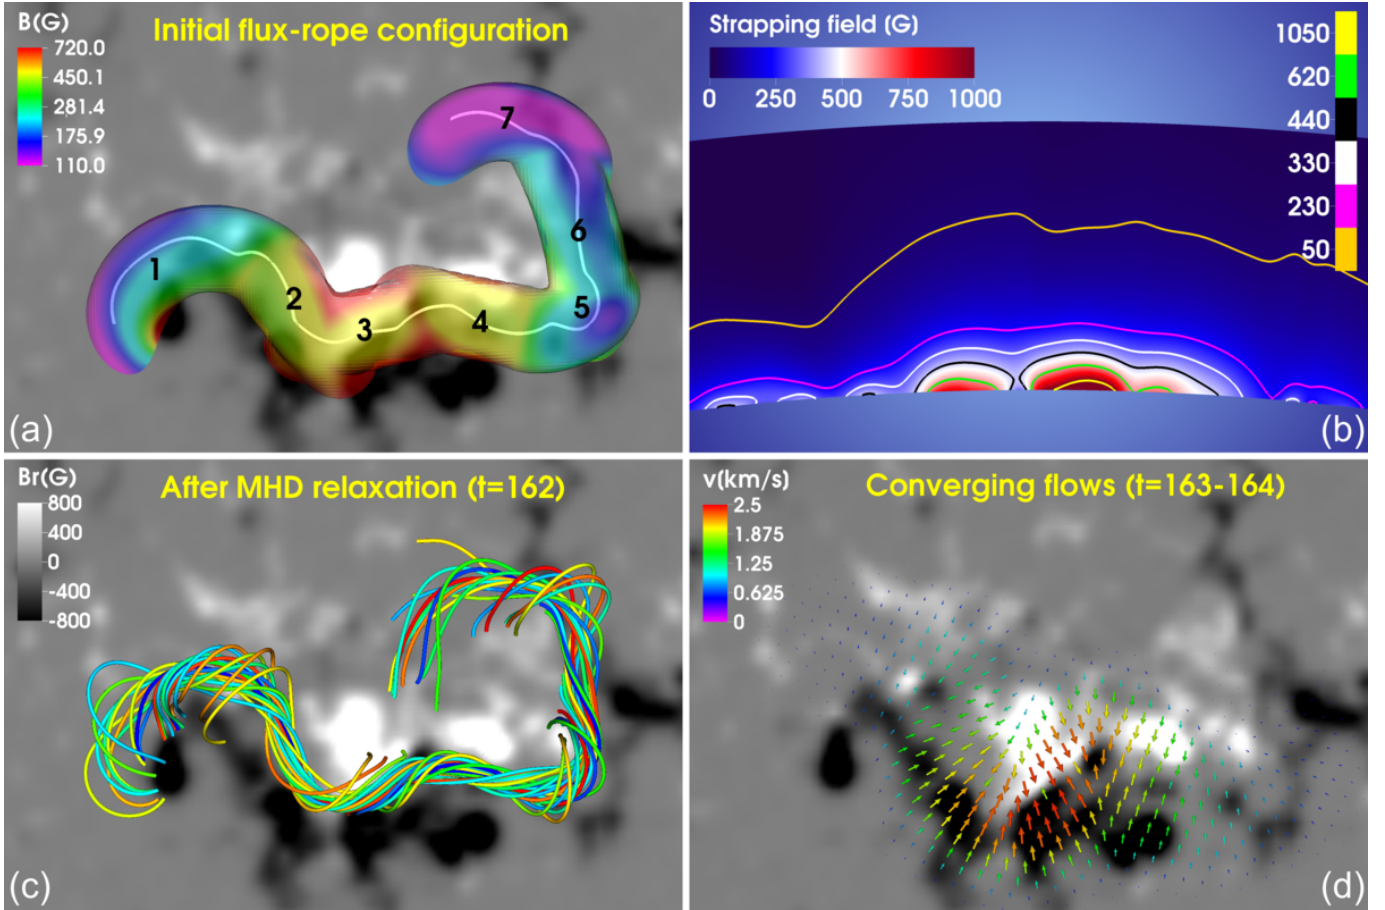 B(G)
Initial flux-rope configuration
720.0
450.1
281.4
175.9
110.0
1
2
3
4
5
6
7
(a)
Strapping field (G)
0 250 500 750 1000
1050
620
440
330
230
50
(b)
Br(G)
After MHD relaxation (t=162)
800
400
0
-400
-800
(c)
v[km/s]
Converging flows (t=163-164)
2.5
1.875
1.25
0.625
0
(d)